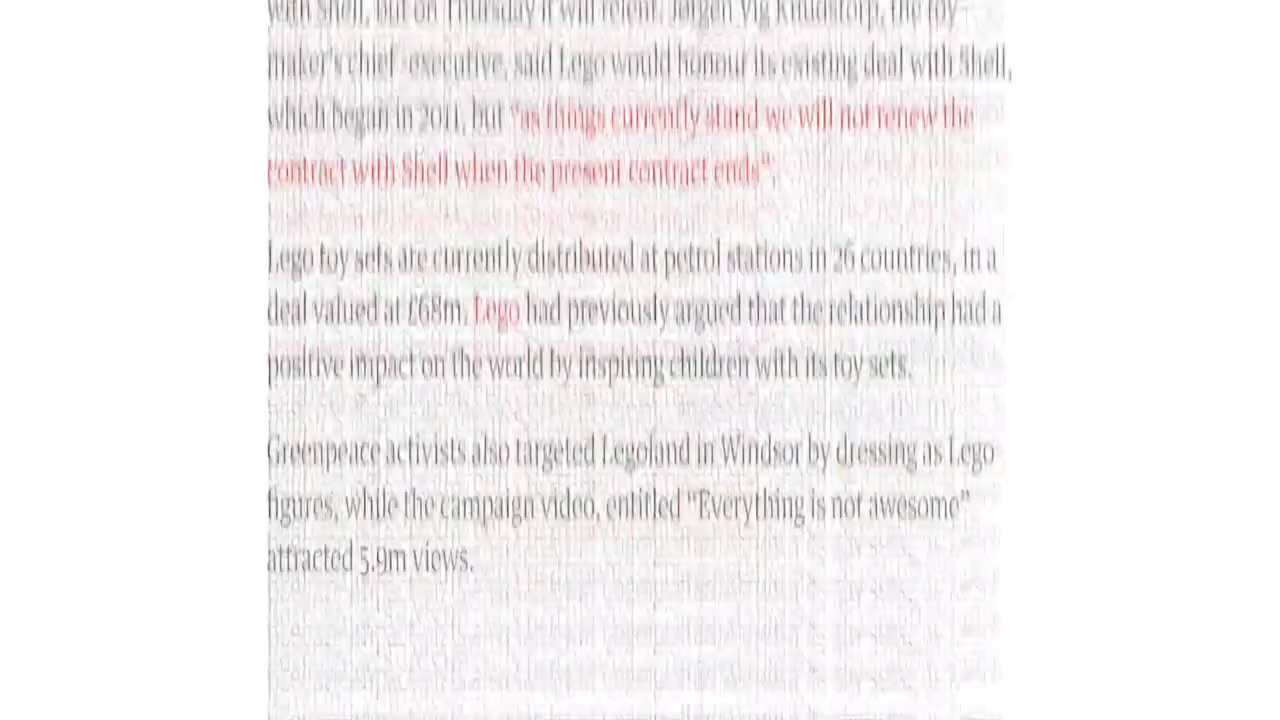 with Shell, but on Thursday it will relent. Jørgen Vig Knudstorp, the toy
maker's chief executive, said Lego would honour its existing deal with Shell,
which begun in 2011, but "as things currently stand we will not renew the
contract with Shell when the present contract ends".
Lego toy sets are currently distributed at petrol stations in 26 countries, in a
deal valued at £68m. Lego had previously argued that the relationship had a
positive impact on the world by inspiring children with its toy sets.
Greenpeace activists also targeted Legoland in Windsor by dressing as Lego
figures, while the campaign video, entitled "Everything is not awesome"
attracted 5.9m views.